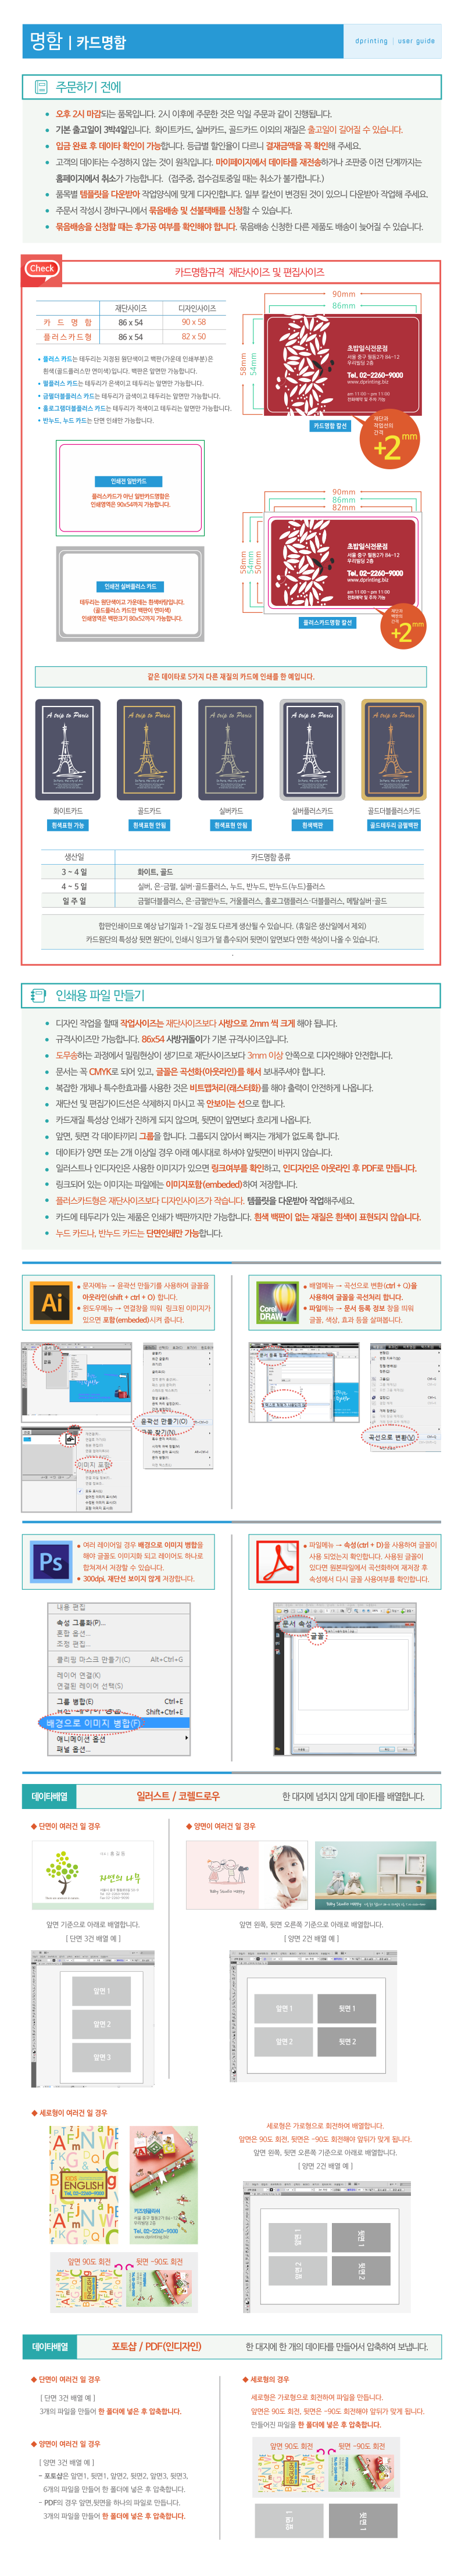 명함 | 카드명함
dprinting | user guide
주문하기 전에
오후 2시 마감되는 품목입니다. 2시 이후에 주문한 것은 익일 주문과 같이 진행됩니다.
기본 출고일이 3박4일입니다. 화이트카드, 실버카드, 골드카드 이외의 재질은 출고일이 길어질 수 있습니다.
입금 완료 후 데이타 확인이 가능합니다. 등급별 할인율이 다르니 결재금액을 꼭 확인해 주세요.
고객의 데이타는 수정하지 않는 것이 원칙입니다. 마이페이지에서 데이타를 재전송하거나 조판중 이전 단계까지는
홈페이지에서 취소가 가능합니다. (접주중, 접수검토중일 때는 취소가 불가합니다.)
품목별 템플릿을 다운받아 작업양식에 맞게 디자인합니다. 일부 칼선이 변경된 것이 있으니 다운받아 작업해 주세요.
주문서 작성시 장바구니에서 묶음배송 및 선불택배를 신청할 수 있습니다.
묶음배송을 신청할 때는 후가공 여부를 확인해야 합니다. 묶음배송 신청한 다른 제품도 배송이 늦어질 수 있습니다.
Check
카드명함규격 재단사이즈 및 편집사이즈
재단사이즈 디자인사이즈
카 드 명 함 86 x 54 90 x 58
플러스카드형 86 x 54 82 x 50
플러스 카드는 테두리는 지정된 원단색이고 백판(가운데 인쇄부분)은
흰색(골드플러스만 연미색)입니다. 백판은 앞면만 가능합니다.
펄플러스 카드는 테두리가 은색이고 테두리는 앞면만 가능합니다.
금펄더블플러스 카드는 테두리가 금색이고 테두리는 앞면만 가능합니다.
홀로그램더블플러스 카드는 테두리가 적색이고 테두리는 앞면만 가능합니다.
반누드, 누드 카드는 단면 인쇄만 가능합니다.
90mm
86mm
58mm
54mm
초밥일식전문점
서울 중구 필동2가 84-12
우리빌딩 2층
Tel. 02-2260-9000
www.dprinting.biz
am 11:00 ~ pm 11:00
전화예약 및 주차 가능
카드명함 칼선
재단과
작업선의
간격
+2mm
인쇄전 일반카드
플러스카드가 아닌 일반카드명함은
인쇄영역은 90x54까지 가능합니다.
90mm
86mm
82mm
58mm
54mm
50mm
초밥일식전문점
서울 중구 필동2가 84-12
우리빌딩 2층
Tel. 02-2260-9000
www.dprinting.biz
am 11:00 ~ pm 11:00
전화예약 및 주차 가능
플러스카드명함 칼선
재단과
백판의
간격
+2mm
인쇄전 실버플러스 카드
테두리는 원단색이고 가운데는 흰색바탕입니다.
(골드플러스 카드만 백판이 연미색)
인쇄영역은 백판크기 80x52까지 가능합니다.
같은 데이타로 5가지 다른 재질의 카드에 인쇄를 한 예입니다.
A trip to Paris
A trip to Paris
A trip to Paris
A trip to Paris
A trip to Paris
화이트카드 골드카드 실버카드 실버플러스카드 골드더블플러스카드
흰색표현 가능 흰색표현 안됨 흰색표현 안됨 흰색백판 골드테두리 금펄백판
생산일 카드명함 종류
3 ~ 4 일 화이트, 골드
4 ~ 5 일 실버, 은·금펄, 실버·골드플러스, 누드, 반누드, 반누드(누드)플러스
일 주 일 금펄더블플러스, 은·금펄반누드, 거울플러스, 홀로그램플러스·더블플러스, 메탈실버·골드
합판인쇄이므로 예상 납기일과 1~2일 정도 다르게 생산될 수 있습니다. (휴일은 생산일에서 제외)
카드원단의 특성상 뒷면 원단이, 인쇄시 잉크가 덜 흡수되어 뒷면이 앞면보다 연한 색상이 나올 수 있습니다.
인쇄용 파일 만들기
디자인 작업을 할때 작업사이즈는 재단사이즈보다 사방으로 2mm 씩 크게 해야 됩니다.
규격사이즈만 가능합니다. 86x54 사방귀돌이가 기본 규격사이즈입니다.
도무송하는 과정에서 밀림현상이 생기므로 재단사이즈보다 3mm 이상 안쪽으로 디자인해야 안전합니다.
문서는 꼭 CMYK로 되어 있고, 글꼴은 곡선화(아웃라인)를 해서 보내주셔야 합니다.
복잡한 개체나 특수한효과를 사용한 것은 비트맵처리(래스터화)를 해야 출력이 안전하게 나옵니다.
재단선 및 편집가이드선은 삭제하지 마시고 꼭 안보이는 선으로 합니다.
카드재질 특성상 인쇄가 진하게 되지 않으며, 뒷면이 앞면보다 흐리게 나옵니다.
앞면, 뒷면 각 데이타끼리 그룹을 합니다. 그룹되지 않아서 빠지는 개체가 없도록 합니다.
데이타가 양면 또는 2개 이상일 경우 아래 예시대로 하셔야 앞뒷면이 바뀌지 않습니다.
일러스트나 인디자인은 사용한 이미지가 있으면 링크여부를 확인하고, 인디자인은 아웃라인 후 PDF로 만듭니다.
링크되어 있는 이미지는 파일에는 이미지포함(embeded)하여 저장합니다.
플러스카드형은 재단사이즈보다 디자인사이즈가 작습니다. 템플릿을 다운받아 작업해주세요.
카드에 테두리가 있는 제품은 인쇄가 백판까지만 가능합니다. 흰색 백판이 없는 재질은 흰색이 표현되지 않습니다.
누드 카드나, 반누드 카드는 단면인쇄만 가능합니다.
Ai
문자메뉴 → 윤곽선 만들기를 사용하여 글꼴을
아웃라인(shift + ctrl + O) 합니다.
윈도우메뉴 → 연결창을 띄워 링크된 이미지가
있으면 포함(embeded)시켜 줍니다.
CorelDRAW
배열메뉴 → 곡선으로 변환(ctrl + Q)을
사용하여 글꼴을 곡선처리 합니다.
파일메뉴 → 문서 등록 정보 창을 띄워
글꼴, 색상, 효과 등을 살펴봅니다.
윤곽선 만들기(O)
이미지 포함
곡선으로 변환(V)
Ps
여러 레이어일 경우 배경으로 이미지 병합을
해야 글꼴도 이미지화 되고 레이어도 하나로
합쳐져서 저장할 수 있습니다.
300dpi, 재단선 보이지 않게 저장합니다.
파일메뉴 → 속성(ctrl + D)을 사용하여 글꼴이
사용 되었는지 확인합니다. 사용된 글꼴이
있다면 원본파일에서 곡선화하여 재저장 후
속성에서 다시 글꼴 사용여부를 확인합니다.
내용 편집
속성 그룹화(P)...
혼합 옵션...
조정 편집...
클리핑 마스크 만들기(C) Alt+Ctrl+G
레이어 연결(K)
연결된 레이어 선택(S)
그룹 병합(E) Ctrl+E
Shift+Ctrl+E
배경으로 이미지 병합(F)
애니메이션 옵션
패널 옵션...
문서 속성
글꼴
데이타배열 일러스트 / 코렐드로우 한 대지에 넘치지 않게 데이타를 배열합니다.
◆ 단면이 여러건 일 경우
자연의 나무
앞면 기준으로 아래로 배열합니다.
[ 단면 3건 배열 예 ]
앞면 1
앞면 2
앞면 3
◆ 양면이 여러건 일 경우
Baby Studio Happy
앞면 왼쪽, 뒷면 오른쪽 기준으로 아래로 배열합니다.
[ 양면 2건 배열 예 ]
앞면 1 뒷면 1
앞면 2 뒷면 2
◆ 세로형이 여러건 일 경우
ENGLISH
Tel. 02-2260-9000
키즈잉글리쉬
서울 중구 필동2가 84-12
우리빌딩 2층
Tel. 02-2260-9000
www.dprinting.biz
앞면 90도 회전 뒷면 -90도 회전
세로형은 가로형으로 회전하여 배열합니다.
앞면은 90도 회전, 뒷면은 -90도 회전해야 앞뒤가 맞게 됩니다.
앞면 왼쪽, 뒷면 오른쪽 기준으로 아래로 배열합니다.
[ 양면 2건 배열 예 ]
앞면 1 뒷면 1
앞면 2 뒷면 2
데이타배열 포토샵 / PDF(인디자인) 한 대지에 한 개의 데이타를 만들어서 압축하여 보냅니다.
◆ 단면이 여러건 일 경우
[ 단면 3건 배열 예 ]
3개의 파일을 만들어 한 폴더에 넣은 후 압축합니다.
◆ 양면이 여러건 일 경우
[ 양면 3건 배열 예 ]
- 포토샵은 앞면1, 뒷면1, 앞면2, 뒷면2, 앞면3, 뒷면3,
6개의 파일을 만들어 한 폴더에 넣은 후 압축합니다.
- PDF의 경우 앞면,뒷면을 하나의 파일로 만듭니다.
3개의 파일을 만들어 한 폴더에 넣은 후 압축합니다.
◆ 세로형의 경우
세로형은 가로형으로 회전하여 파일을 만듭니다.
앞면은 90도 회전, 뒷면은 -90도 회전해야 앞뒤가 맞게 됩니다.
만들어진 파일을 한 폴더에 넣은 후 압축합니다.
앞면 90도 회전 뒷면 -90도 회전
앞면 1
뒷면 1